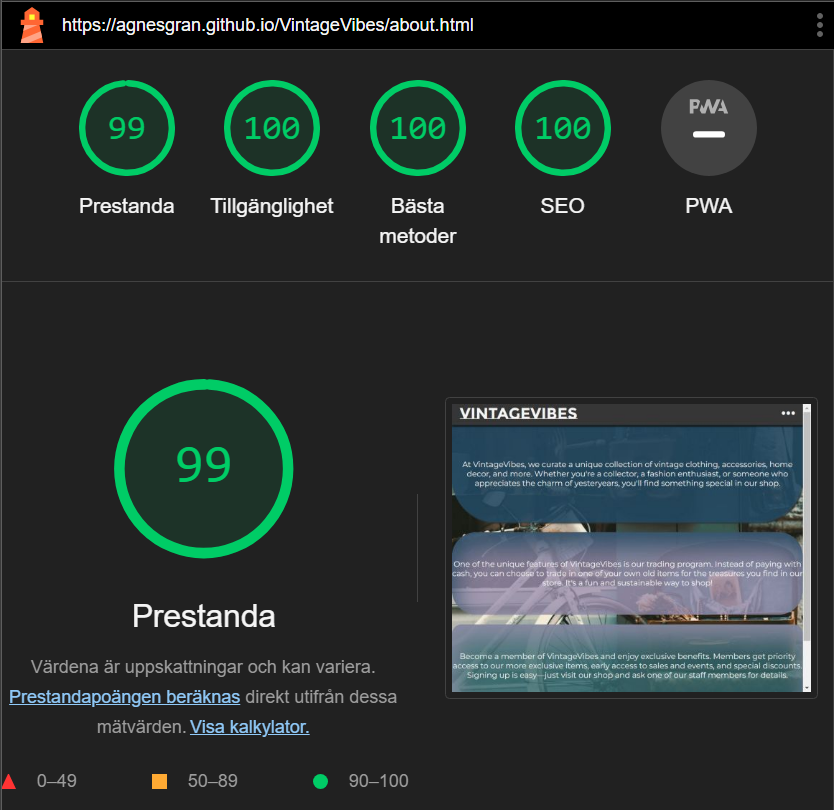 https://agnesgran.github.io/VintageVibes/about.html
99
100
100
100
PWA
Prestanda
Tillgänglighet
Bästa
metoder
SEO
PWA
99
Prestanda
Värdena är uppskattningar och kan variera.
Prestandapoängen beräknas direkt utifrån dessa
mätvärden. Visa kalkylator.
0–49
50–89
90–100
VINTAGEVIBES
At VintageVibes, we curate a unique collection of vintage clothing, accessories, home
decor, and more. Whether you're a collector, a fashion enthusiast, or someone who
appreciates the charm of yesteryears, you'll find something special in our shop.
One of the unique features of VintageVibes is our trading program. Instead of paying with
cash, you can choose to trade in one of your own old items for the treasures you find in our
store. It's a fun and sustainable way to shop!
Become a member of VintageVibes and enjoy exclusive benefits. Members get priority
access to our more exclusive items, early access to sales and events, and special discounts.
Signing up is easy—just visit our shop and ask one of our staff members for details.